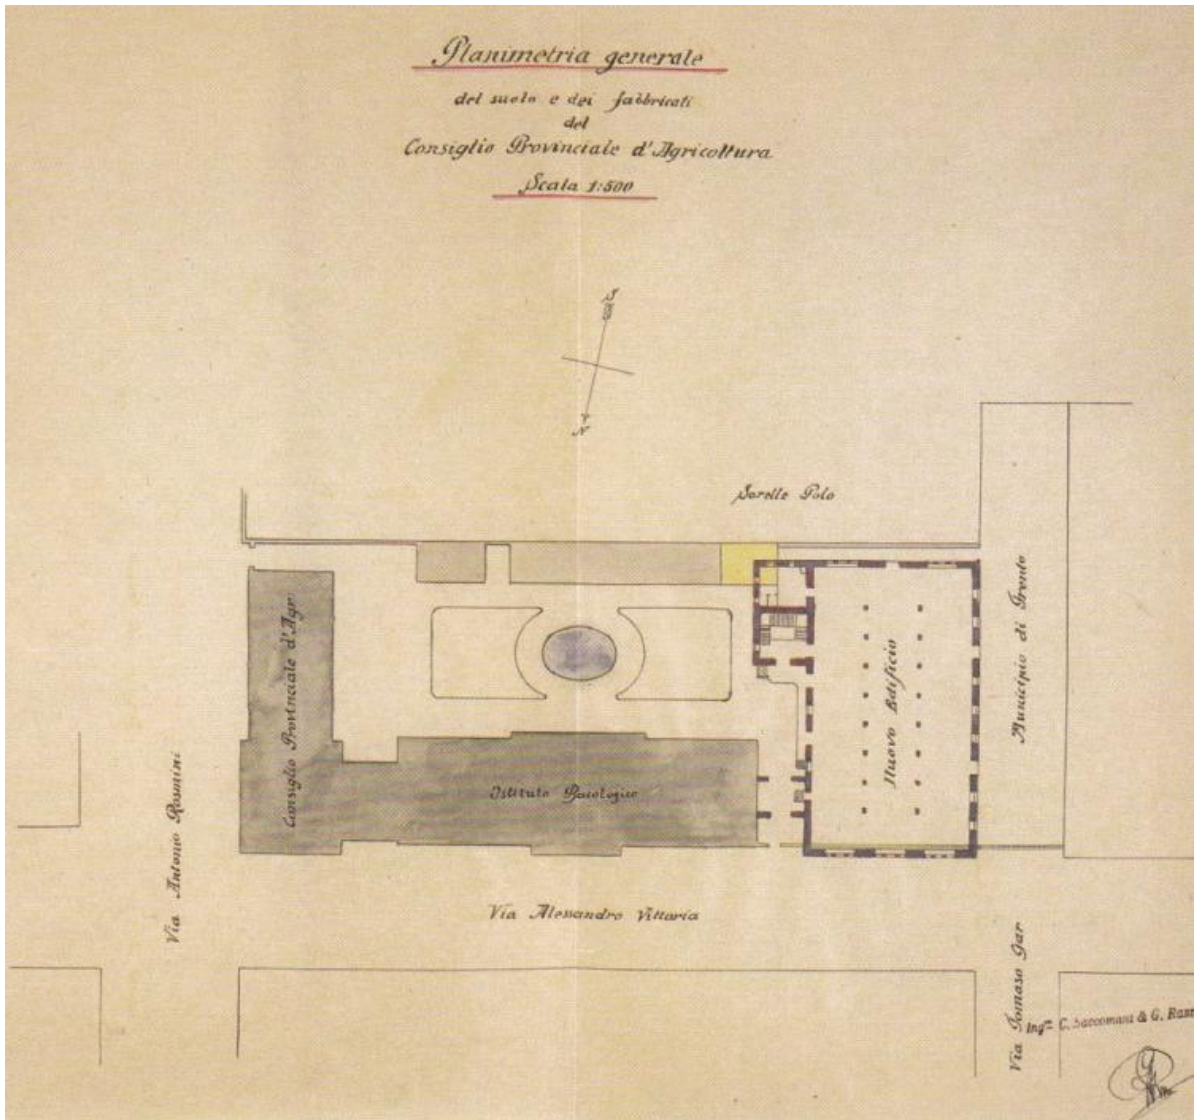 Planimetria generale
del suolo e dei fabbricati
del
Consiglio Provinciale d'Agricoltura
Scala 1:500
S
N
Sorelle Polo
Consiglio Provinciale d'Agr.
Istituto Bacologico
Nuovo Edificio
Municipio di Trento
Via Antonio Rosmini
Via Alessandro Vittoria
Via Tomaso Gar
Ing.ri C. Saccomani & G.